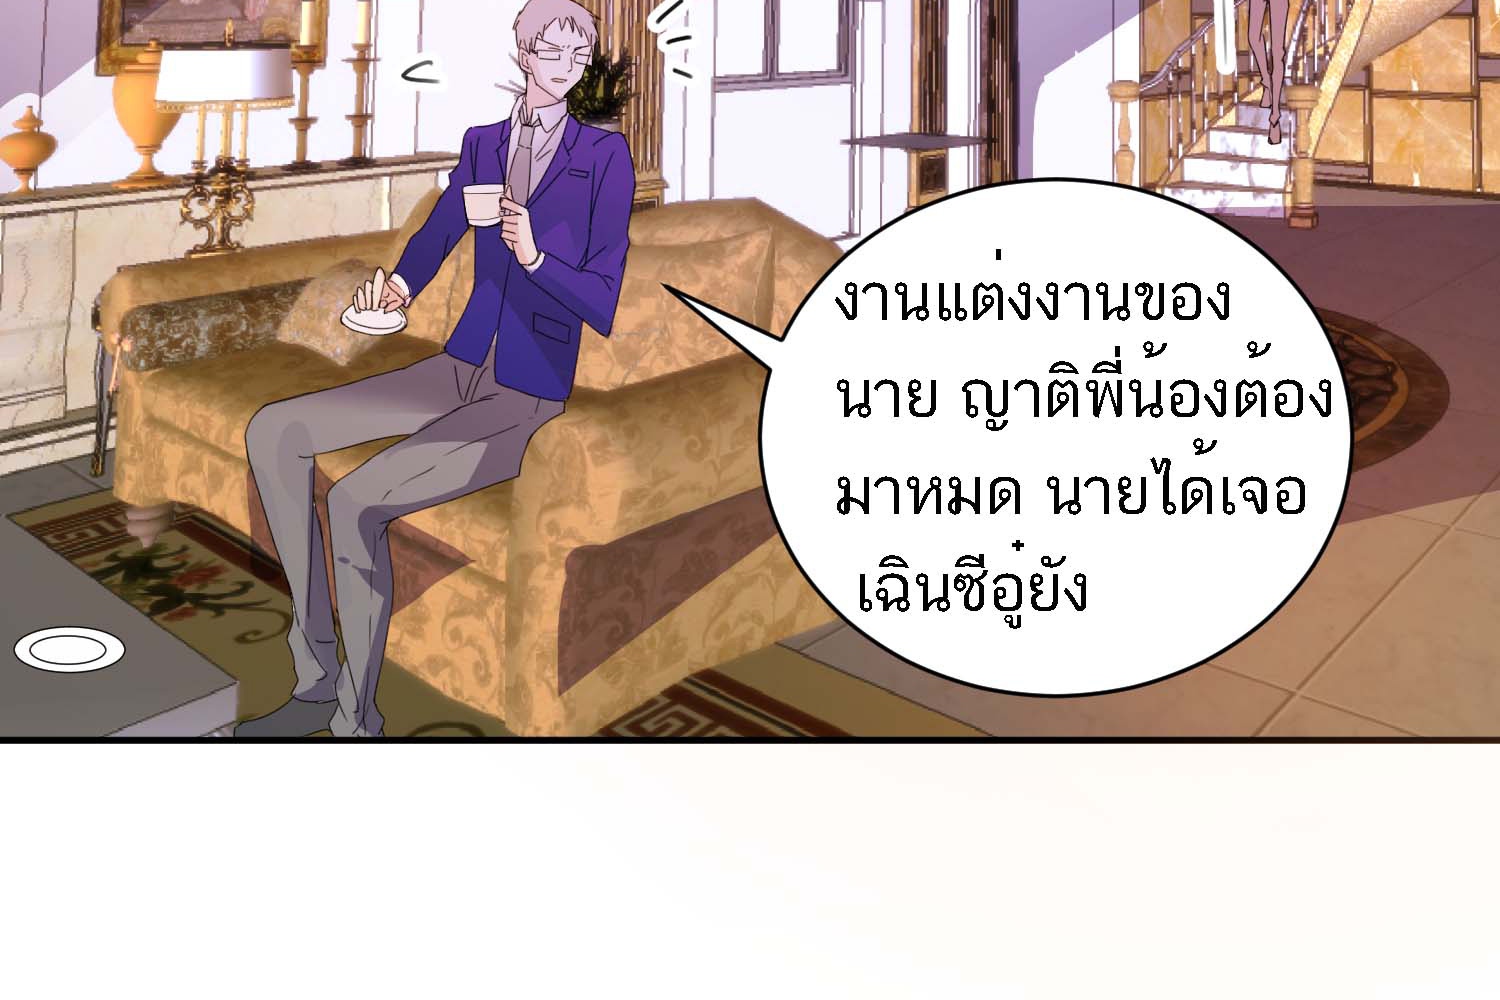 งานแต่งงานของ
นาย ญาติพี่น้องต้อง
มาหมด นายได้เจอ
เฉินซีอู๋ยัง